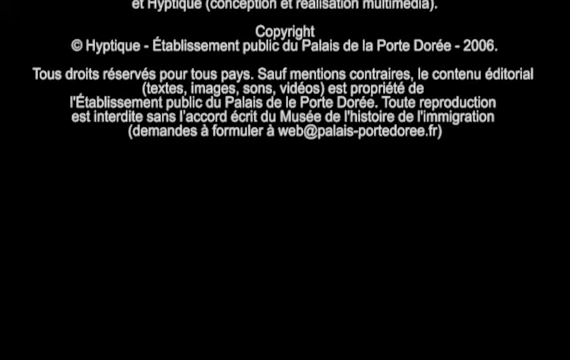 et Hyptique (conception et réalisation multimédia).
Copyright
© Hyptique - Établissement public du Palais de la Porte Dorée - 2006.
Tous droits réservés pour tous pays. Sauf mentions contraires, le contenu éditorial
(textes, images, sons, vidéos) est propriété de
l'Établissement public du Palais de le Porte Dorée. Toute reproduction
est interdite sans l'accord écrit du Musée de l'histoire de l'immigration
(demandes à formuler à web@palais-portedoree.fr)